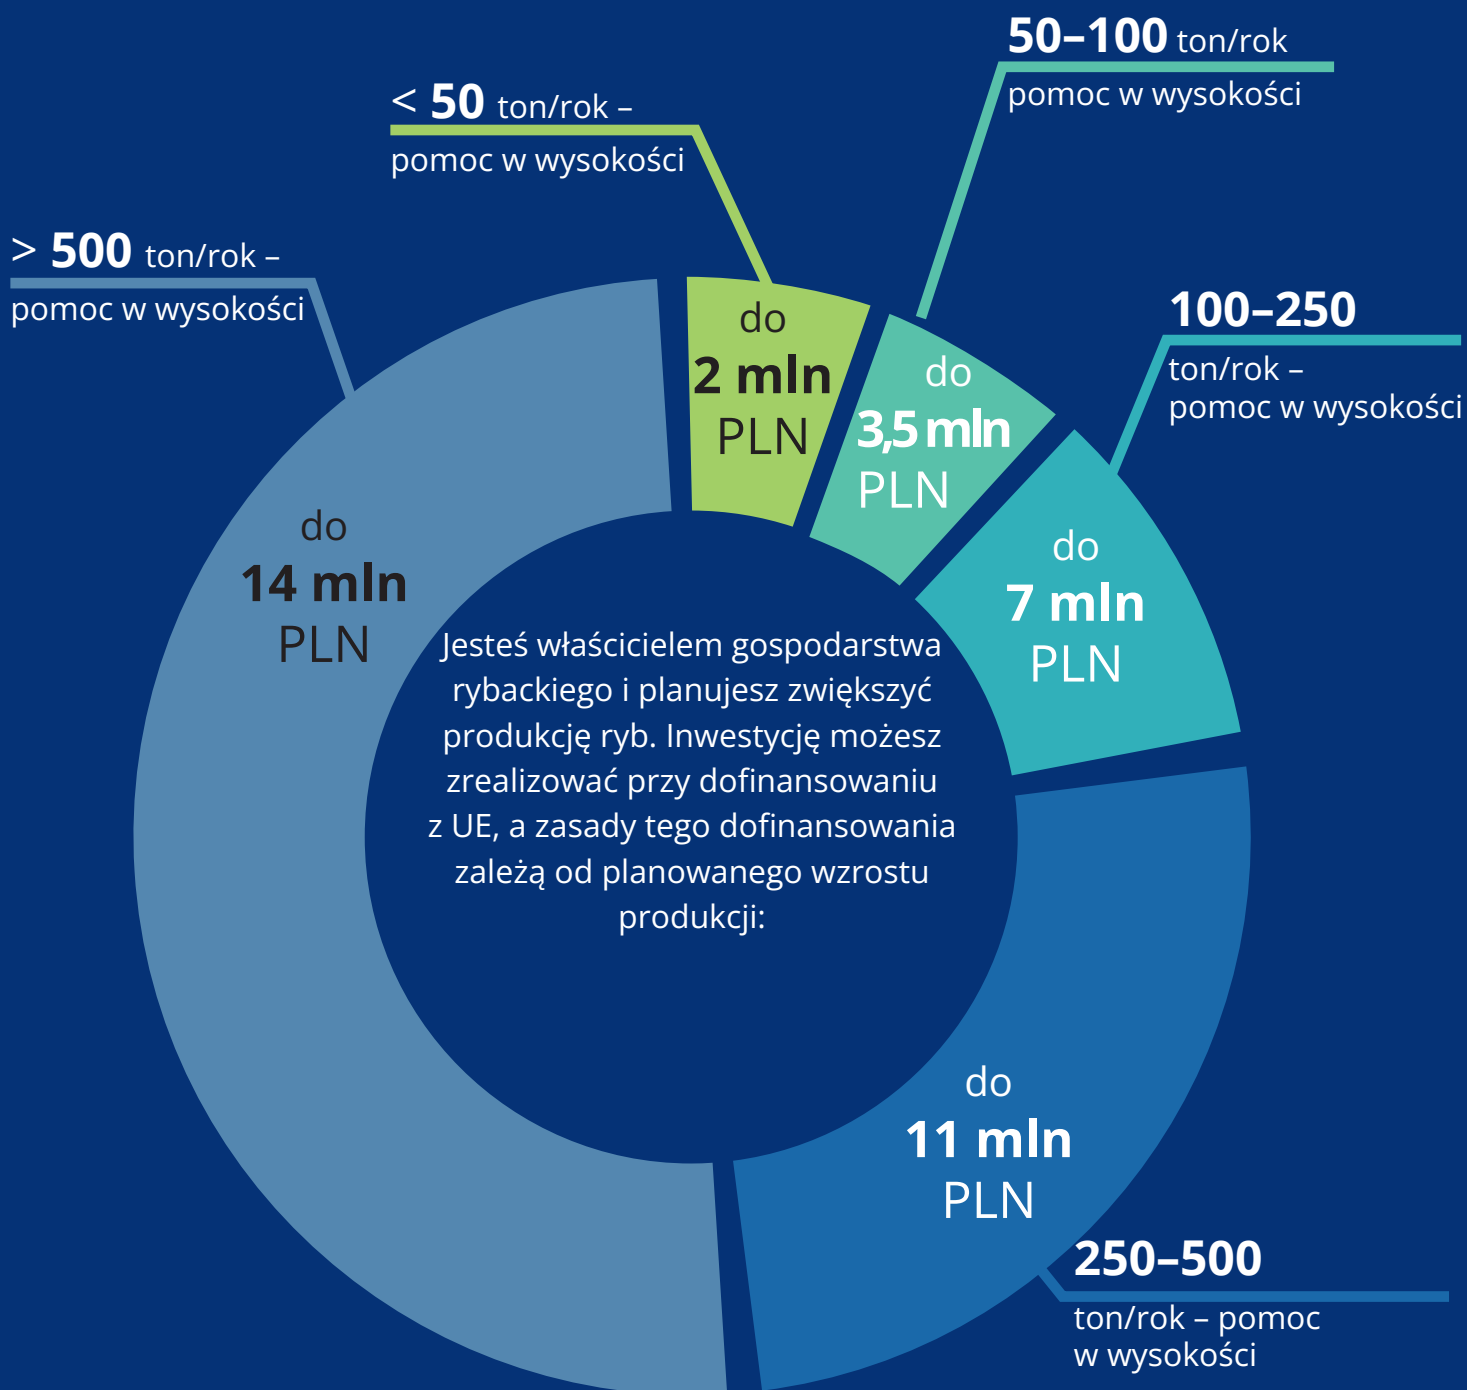 50–100 ton/rok
pomoc w wysokości
do
3,5 mln
PLN
< 50 ton/rok –
pomoc w wysokości
do
2 mln
PLN
> 500 ton/rok –
pomoc w wysokości
do
14 mln
PLN
100–250
ton/rok –
pomoc w wysokości
do
7 mln
PLN
Jesteś właścicielem gospodarstwa
rybackiego i planujesz zwiększyć
produkcję ryb. Inwestycję możesz
zrealizować przy dofinansowaniu
z UE, a zasady tego dofinansowania
zależą od planowanego wzrostu
produkcji:
do
11 mln
PLN
250–500
ton/rok – pomoc
w wysokości